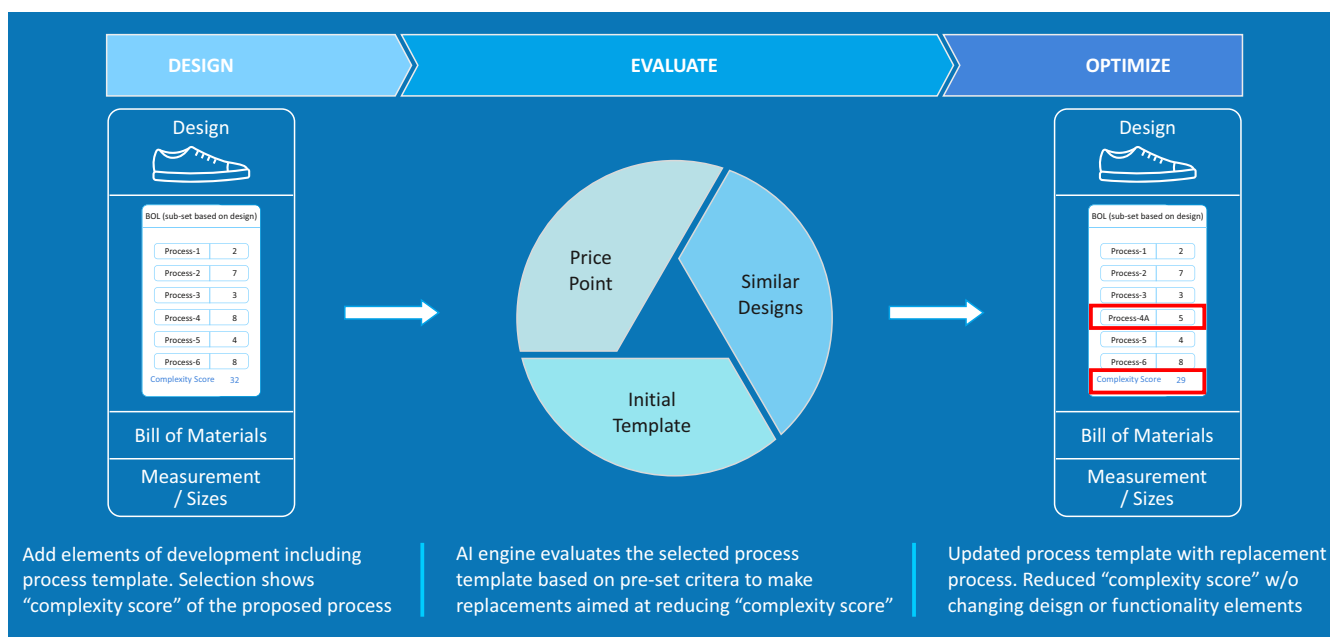 DESIGN
EVALUATE
OPTIMIZE
Design
BOL (sub-set based on design)
Process-1 2
Process-2 7
Process-3 3
Process-4 8
Process-5 4
Process-6 8
Complexity Score 32
Bill of Materials
Measurement
/ Sizes
Price
Point
Similar
Designs
Initial
Template
Design
BOL (sub-set based on design)
Process-1 2
Process-2 7
Process-3 3
Process-4A 5
Process-5 4
Process-6 8
Complexity Score 29
Bill of Materials
Measurement
/ Sizes
Add elements of development including
process template. Selection shows
“complexity score” of the proposed process
AI engine evaluates the selected process
template based on pre-set critera to make
replacements aimed at reducing “complexity score”
Updated process template with replacement
process. Reduced “complexity score” w/o
changing deisgn or functionality elements